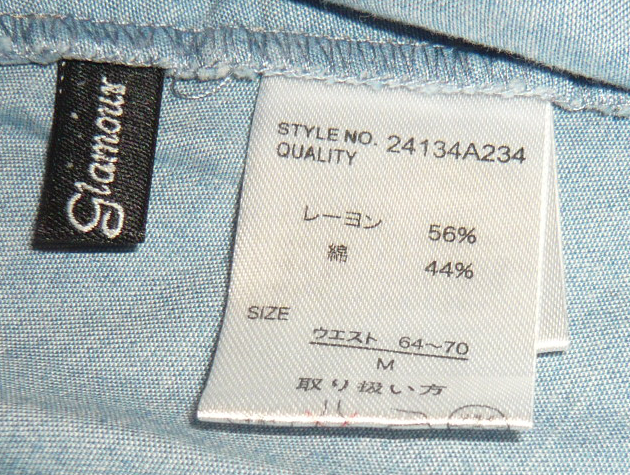 Glamour
STYLE NO. 24134A234
QUALITY
レーヨン 56%
綿 44%
SIZE
ウエスト 64〜70
M
取り扱い方